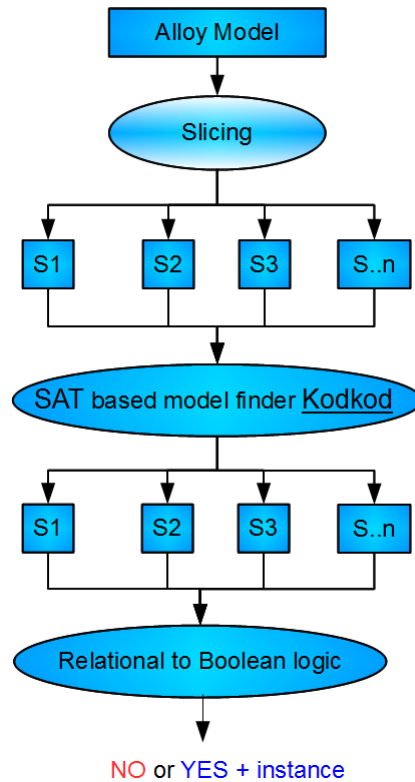 Alloy Model
Slicing
S1 S2 S3 S..n
SAT based model finder Kodkod
S1 S2 S3 S..n
Relational to Boolean logic
NO or YES + instance